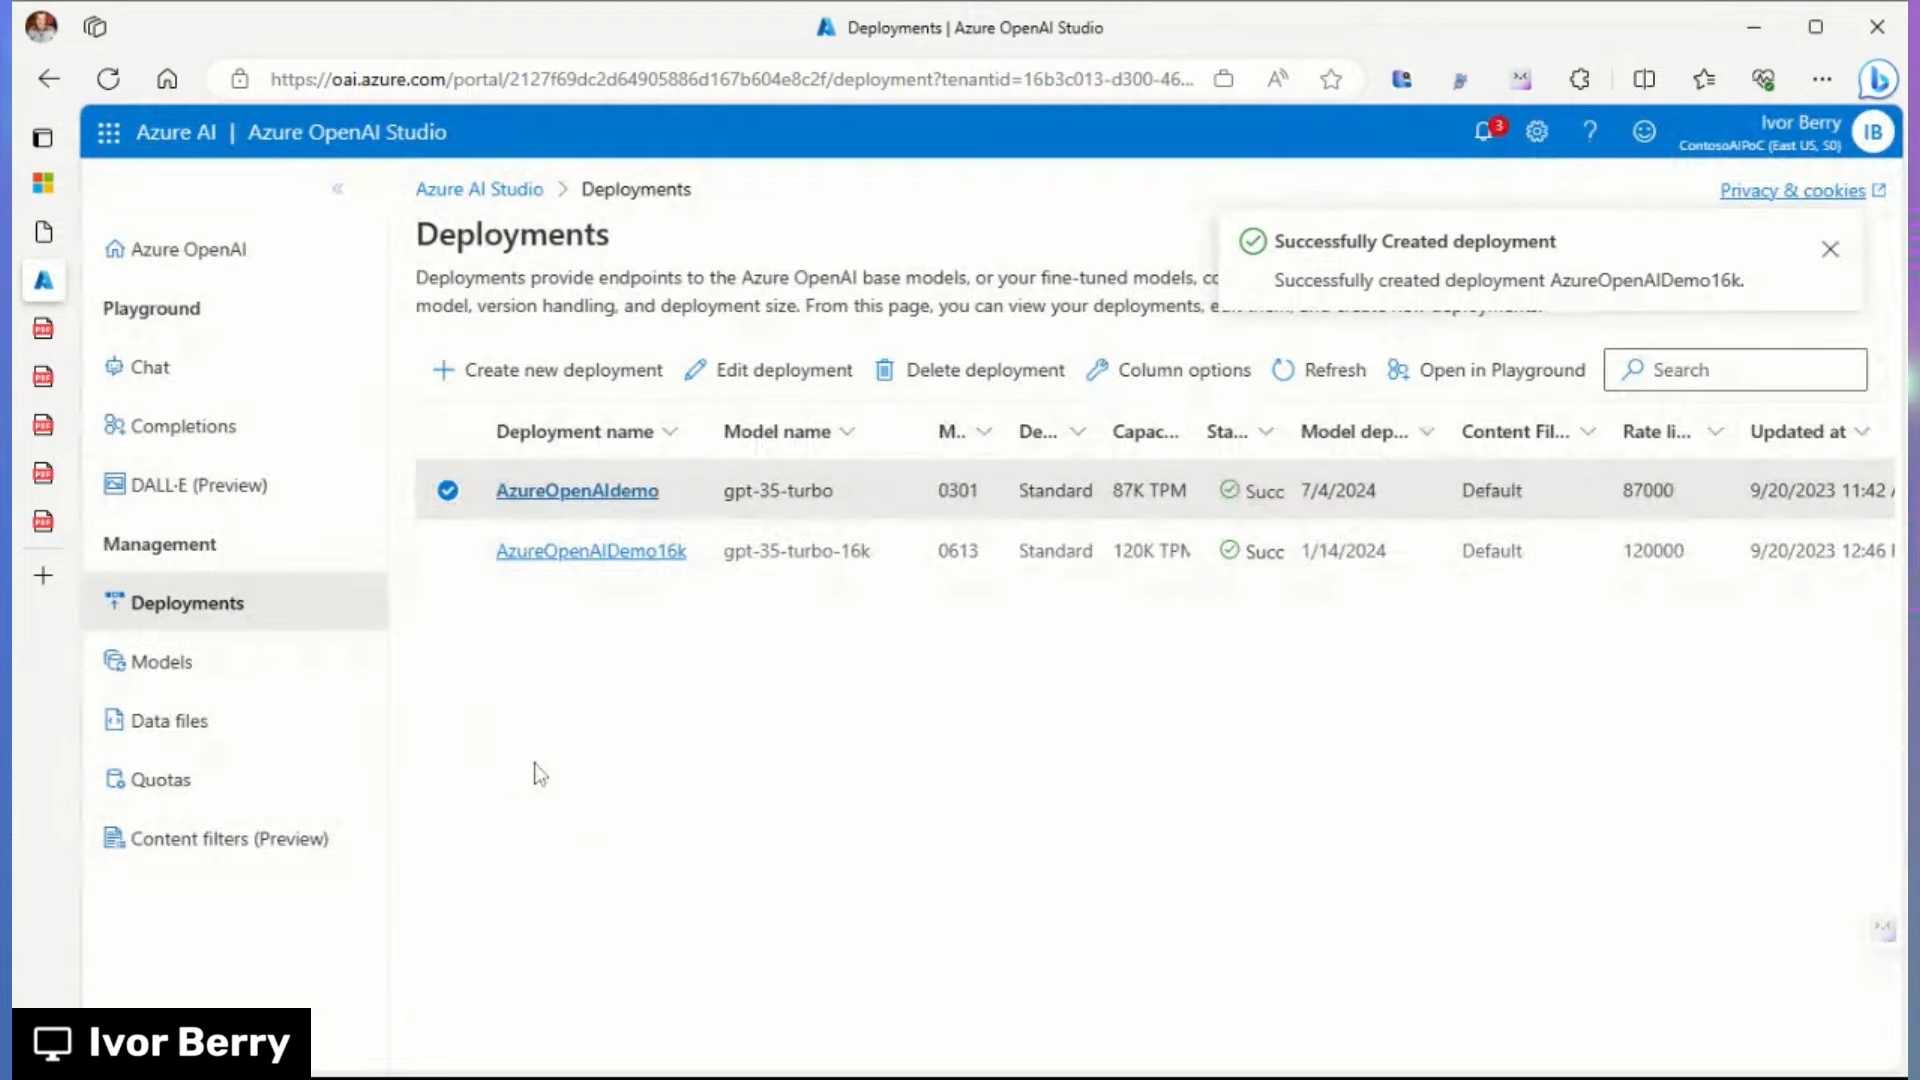 Deployments | Azure OpenAI Studio
https://oai.azure.com/portal/2127f69dc2d64905886d167b604e8c2f/deployment?tenantid=16b3c013-d300-46...
Azure AI | Azure OpenAI Studio
3
Ivor Berry
ContosoAIPoC (East US, S0)
IB
Azure AI Studio > Deployments
Privacy & cookies
Deployments
Deployments provide endpoints to the Azure OpenAI base models, or your fine-tuned models, co
model, version handling, and deployment size. From this page, you can view your deployments,
Successfully Created deployment
Successfully created deployment AzureOpenAIDemo16k.
Azure OpenAI
Playground
Chat
Completions
DALL·E (Preview)
Management
Deployments
Models
Data files
Quotas
Content filters (Preview)
Create new deployment Edit deployment Delete deployment Column options Refresh Open in Playground Search
Deployment name Model name M.. De... Capac... Sta... Model dep... Content Fil... Rate li... Updated at
AzureOpenAIdemo gpt-35-turbo 0301 Standard 87K TPM Succ 7/4/2024 Default 87000 9/20/2023 11:42
AzureOpenAIDemo16k gpt-35-turbo-16k 0613 Standard 120K TPM Succ 1/14/2024 Default 120000 9/20/2023 12:46
PDF
PDF
PDF
PDF
PDF
Ivor Berry